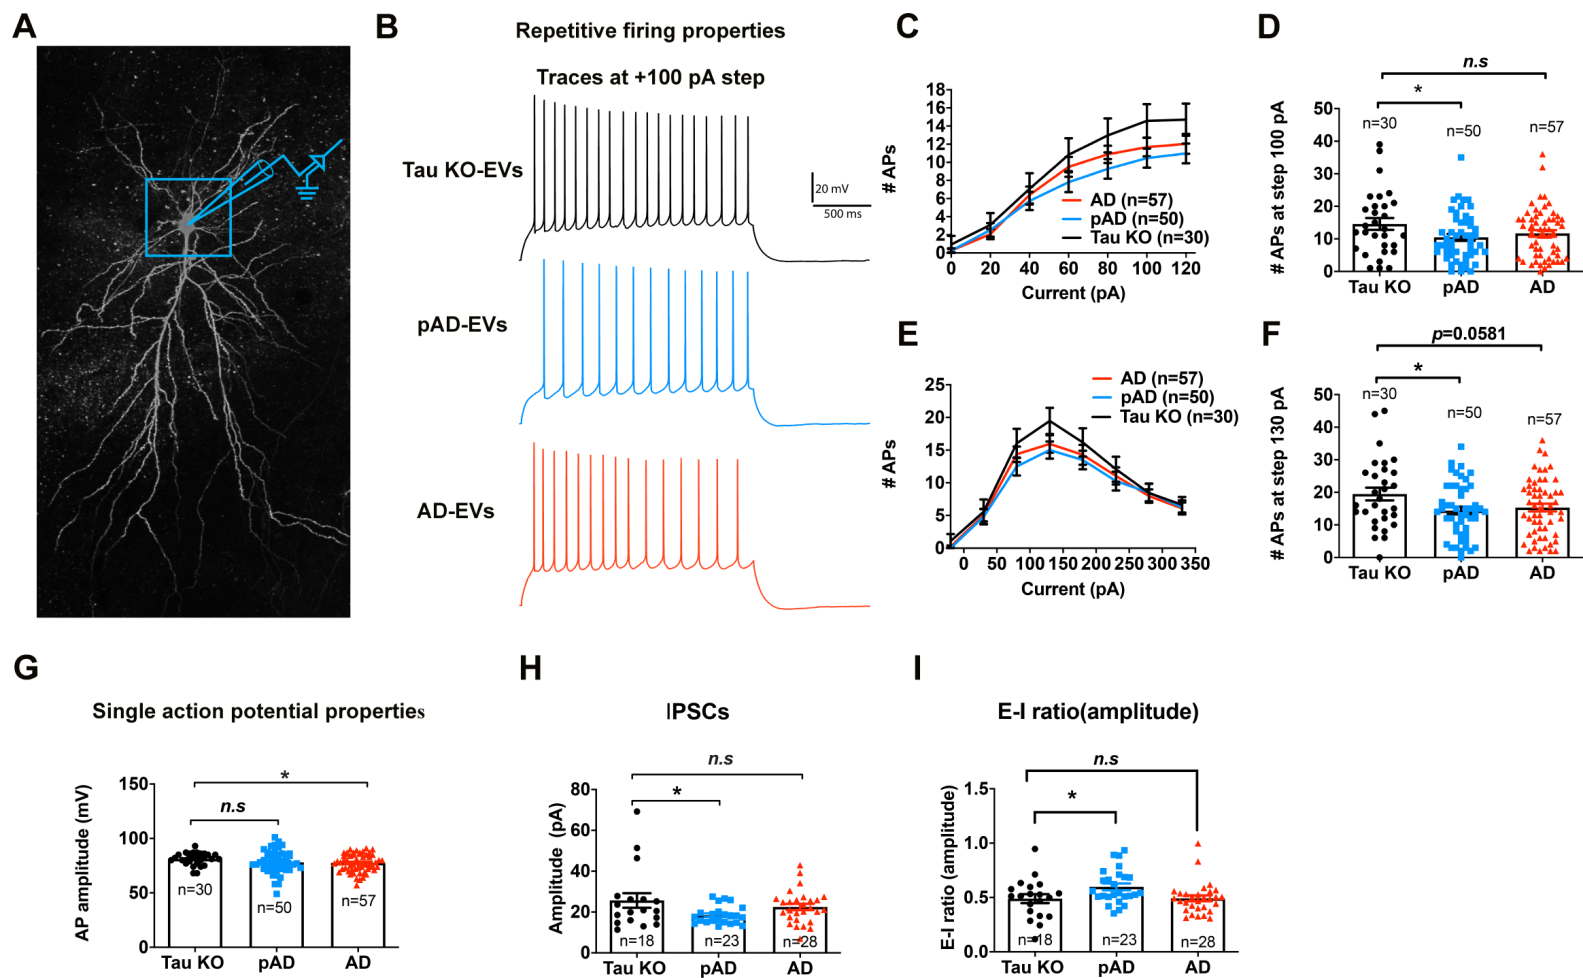 A
B
Repetitive firing properties
Traces at +100 pA step
Tau KO-EVs
20 mV
500 ms
pAD-EVs
AD-EVs
C
# APs
18
16
14
12
10
8
6
4
2
0
AD (n=57)
pAD (n=50)
Tau KO (n=30)
0 20 40 60 80 100 120
Current (pA)
D
n.s
*
# APs at step 100 pA
50
40
30
20
10
0
n=30
n=50
n=57
Tau KO pAD AD
E
# APs
25
20
15
10
5
0
AD (n=57)
pAD (n=50)
Tau KO (n=30)
0 50 100 150 200 250 300 350
Current (pA)
F
p=0.0581
*
# APs at step 130 pA
50
40
30
20
10
0
n=30
n=50
n=57
Tau KO pAD AD
G
Single action potential properties
*
n.s
AP amplitude (mV)
150
100
50
0
n=30
n=50
n=57
Tau KO pAD AD
H
IPSCs
n.s
*
Amplitude (pA)
80
60
40
20
0
n=18
n=23
n=28
Tau KO pAD AD
I
E-I ratio(amplitude)
n.s
*
E-I ratio (amplitude)
1.5
1.0
0.5
0.0
n=18
n=23
n=28
Tau KO pAD AD